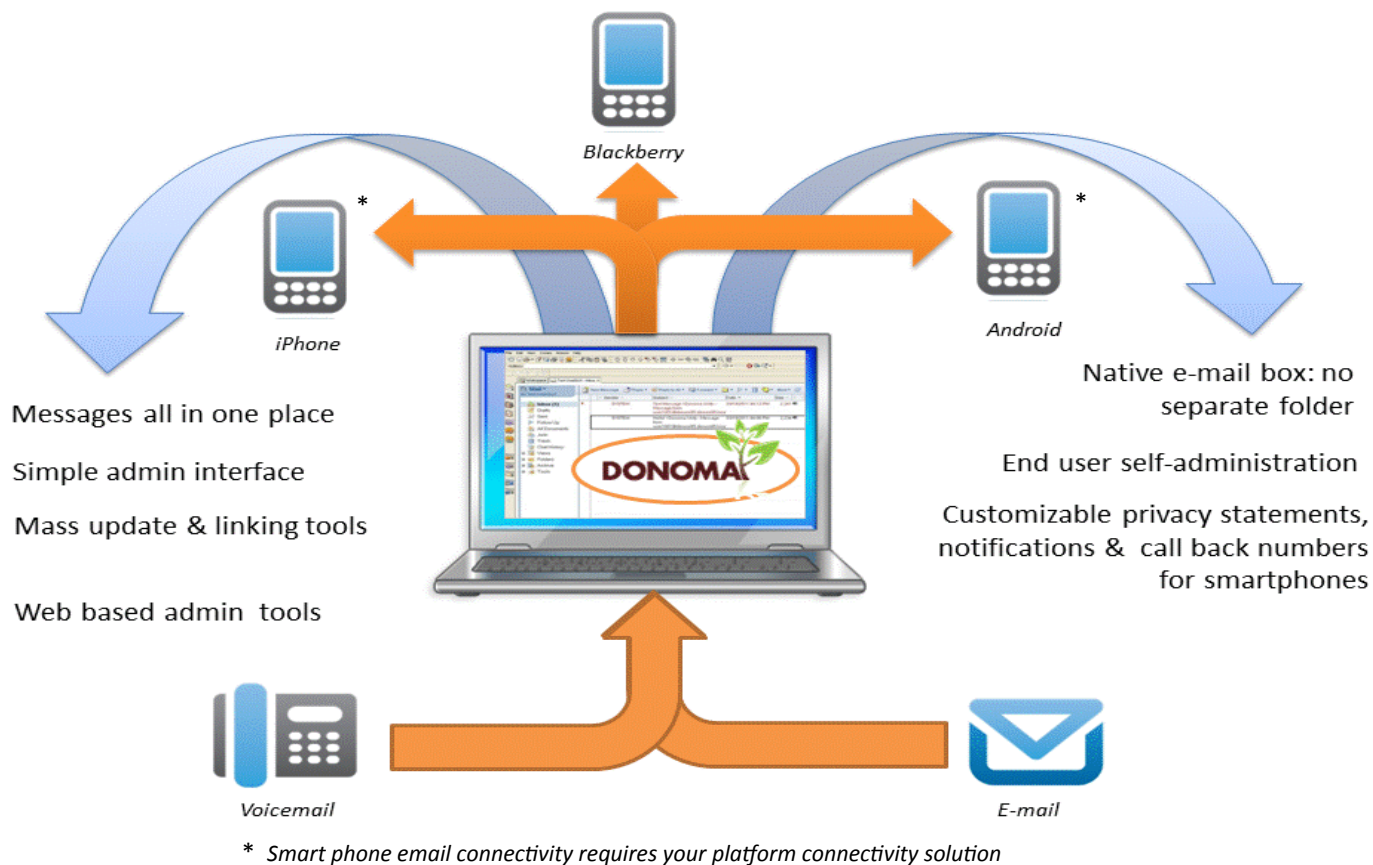 Blackberry
*
*
iPhone
Android
Messages all in one place
Simple admin interface
Mass update & linking tools
Web based admin tools
Native e-mail box: no
separate folder
End user self-administration
Customizable privacy statements,
notifications & call back numbers
for smartphones
DONOMA
Voicemail
E-mail
* Smart phone email connectivity requires your platform connectivity solution